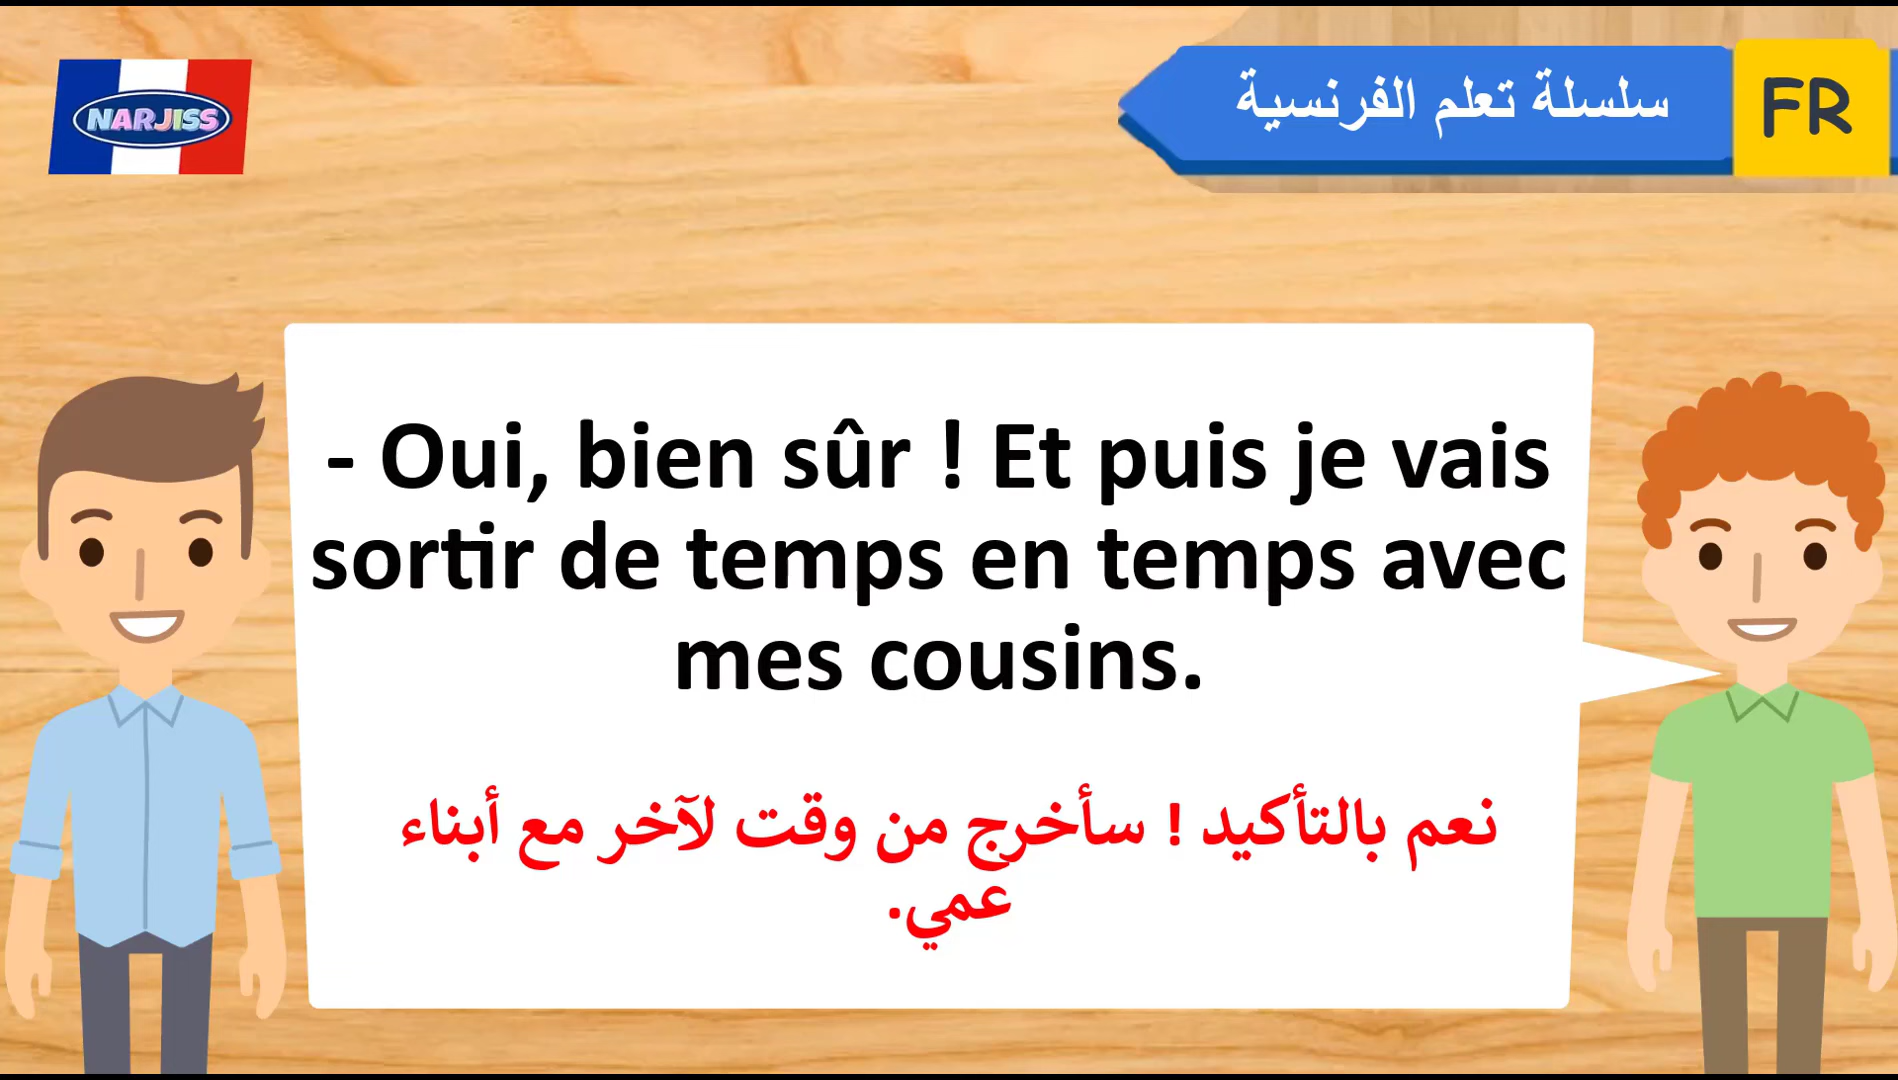 NARJISS
سلسلة تعلم الفرنسية
FR
- Oui, bien sûr ! Et puis je vais
sortir de temps en temps avec
mes cousins.
نعم بالتأكيد ! سأخرج من وقت لآخر مع أبناء
عمي.